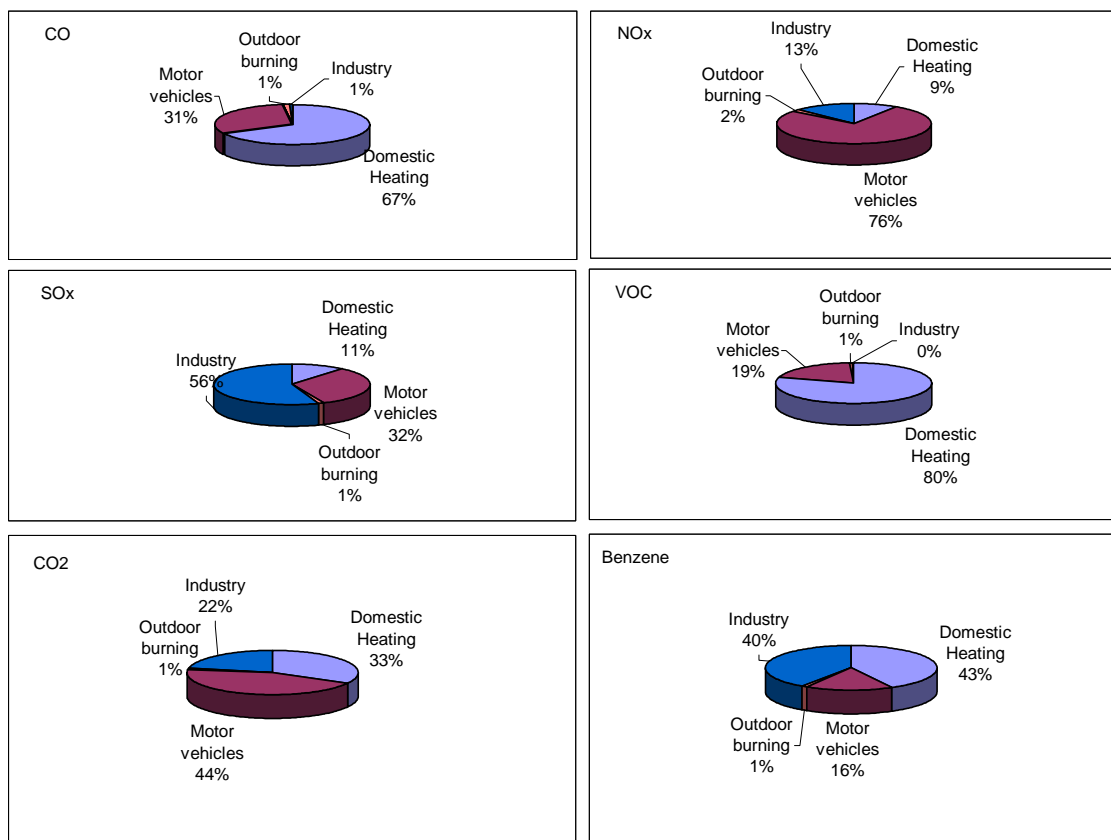 CO
Outdoor
burning
1%
Industry
1%
Motor
vehicles
31%
Domestic
Heating
67%
NOx
Industry
13%
Domestic
Heating
9%
Outdoor
burning
2%
Motor
vehicles
76%
SOx
Domestic
Heating
11%
Industry
56%
Motor
vehicles
32%
Outdoor
burning
1%
VOC
Outdoor
burning
1%
Industry
0%
Motor
vehicles
19%
Domestic
Heating
80%
CO2
Industry
22%
Domestic
Heating
33%
Outdoor
burning
1%
Motor
vehicles
44%
Benzene
Industry
40%
Domestic
Heating
43%
Outdoor
burning
1%
Motor
vehicles
16%